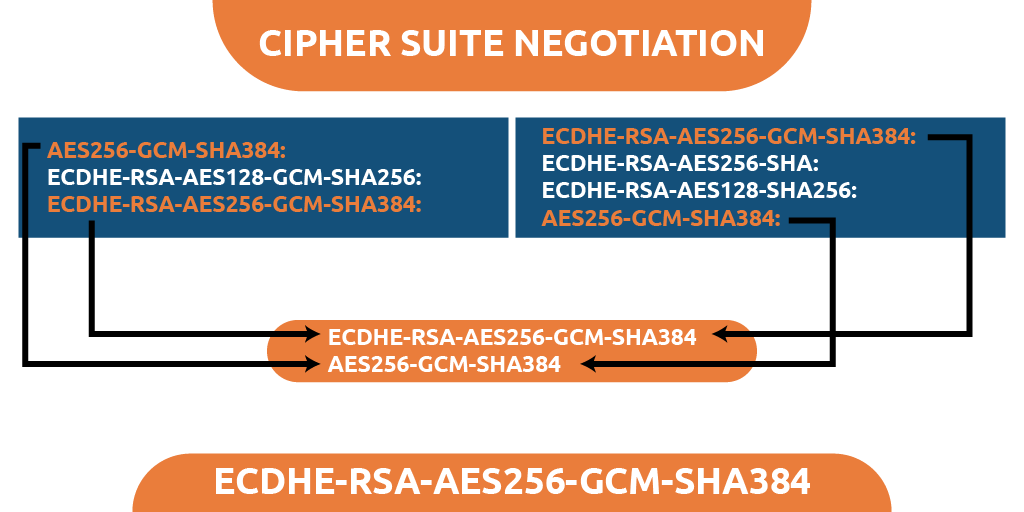 CIPHER SUITE NEGOTIATION
AES256-GCM-SHA384:
ECDHE-RSA-AES128-GCM-SHA256:
ECDHE-RSA-AES256-GCM-SHA384:
ECDHE-RSA-AES256-GCM-SHA384:
ECDHE-RSA-AES256-SHA:
ECDHE-RSA-AES128-SHA256:
AES256-GCM-SHA384:
ECDHE-RSA-AES256-GCM-SHA384
AES256-GCM-SHA384
ECDHE-RSA-AES256-GCM-SHA384